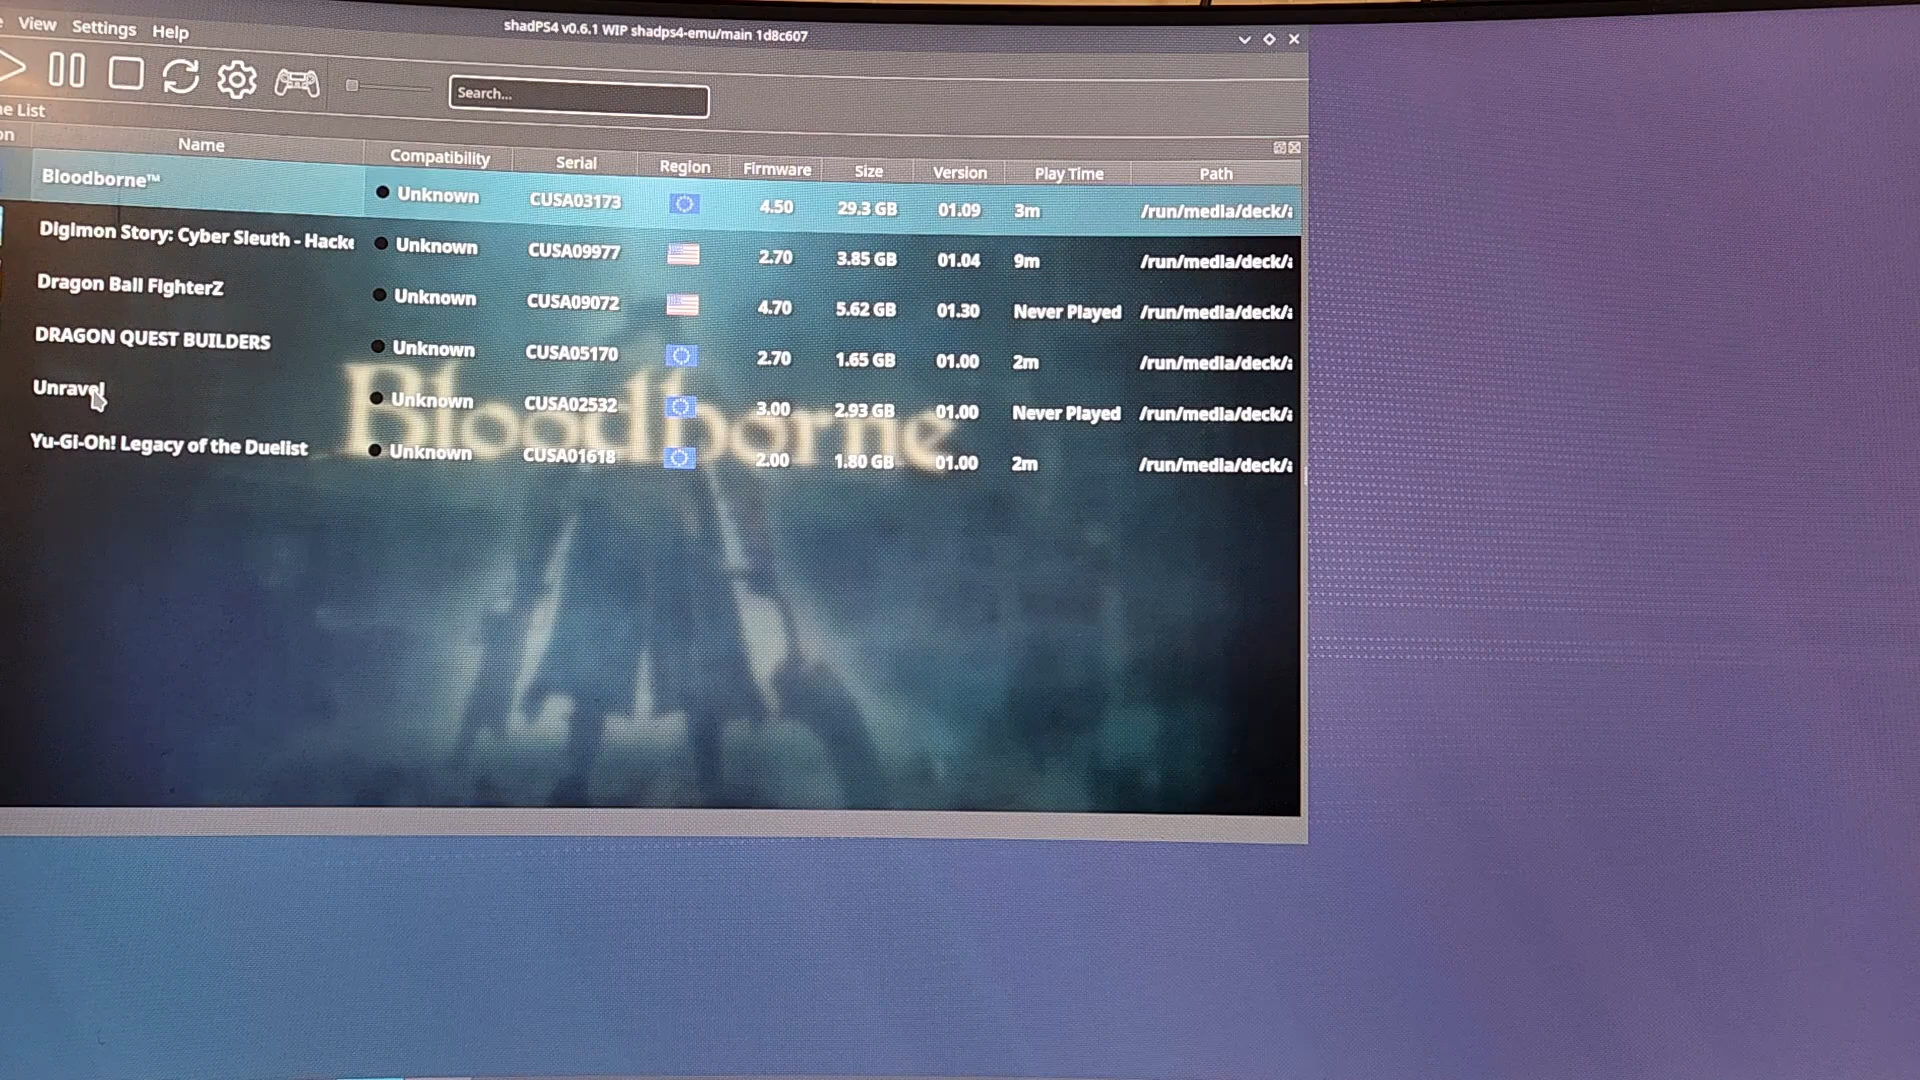 View Settings Help
shadPS4 v0.6.1 WIP shadps4-emu/main 1d8c607
Search...
e List
on Name Compatibility Serial Region Firmware Size Version Play Time Path
Bloodborne™ Unknown CUSA03173 4.50 29.3 GB 01.09 3m /run/media/deck/a
Digimon Story: Cyber Sleuth - Hacke Unknown CUSA09977 2.70 3.85 GB 01.04 9m /run/media/deck/a
Dragon Ball FighterZ Unknown CUSA09072 4.70 5.62 GB 01.30 Never Played /run/media/deck/a
DRAGON QUEST BUILDERS Unknown CUSA05170 2.70 1.65 GB 01.00 2m /run/media/deck/a
Unravel Unknown CUSA02532 3.00 2.93 GB 01.00 Never Played /run/media/deck/a
Yu-Gi-Oh! Legacy of the Duelist Unknown CUSA01618 2.00 1.80 GB 01.00 2m /run/media/deck/a
Bloodborne